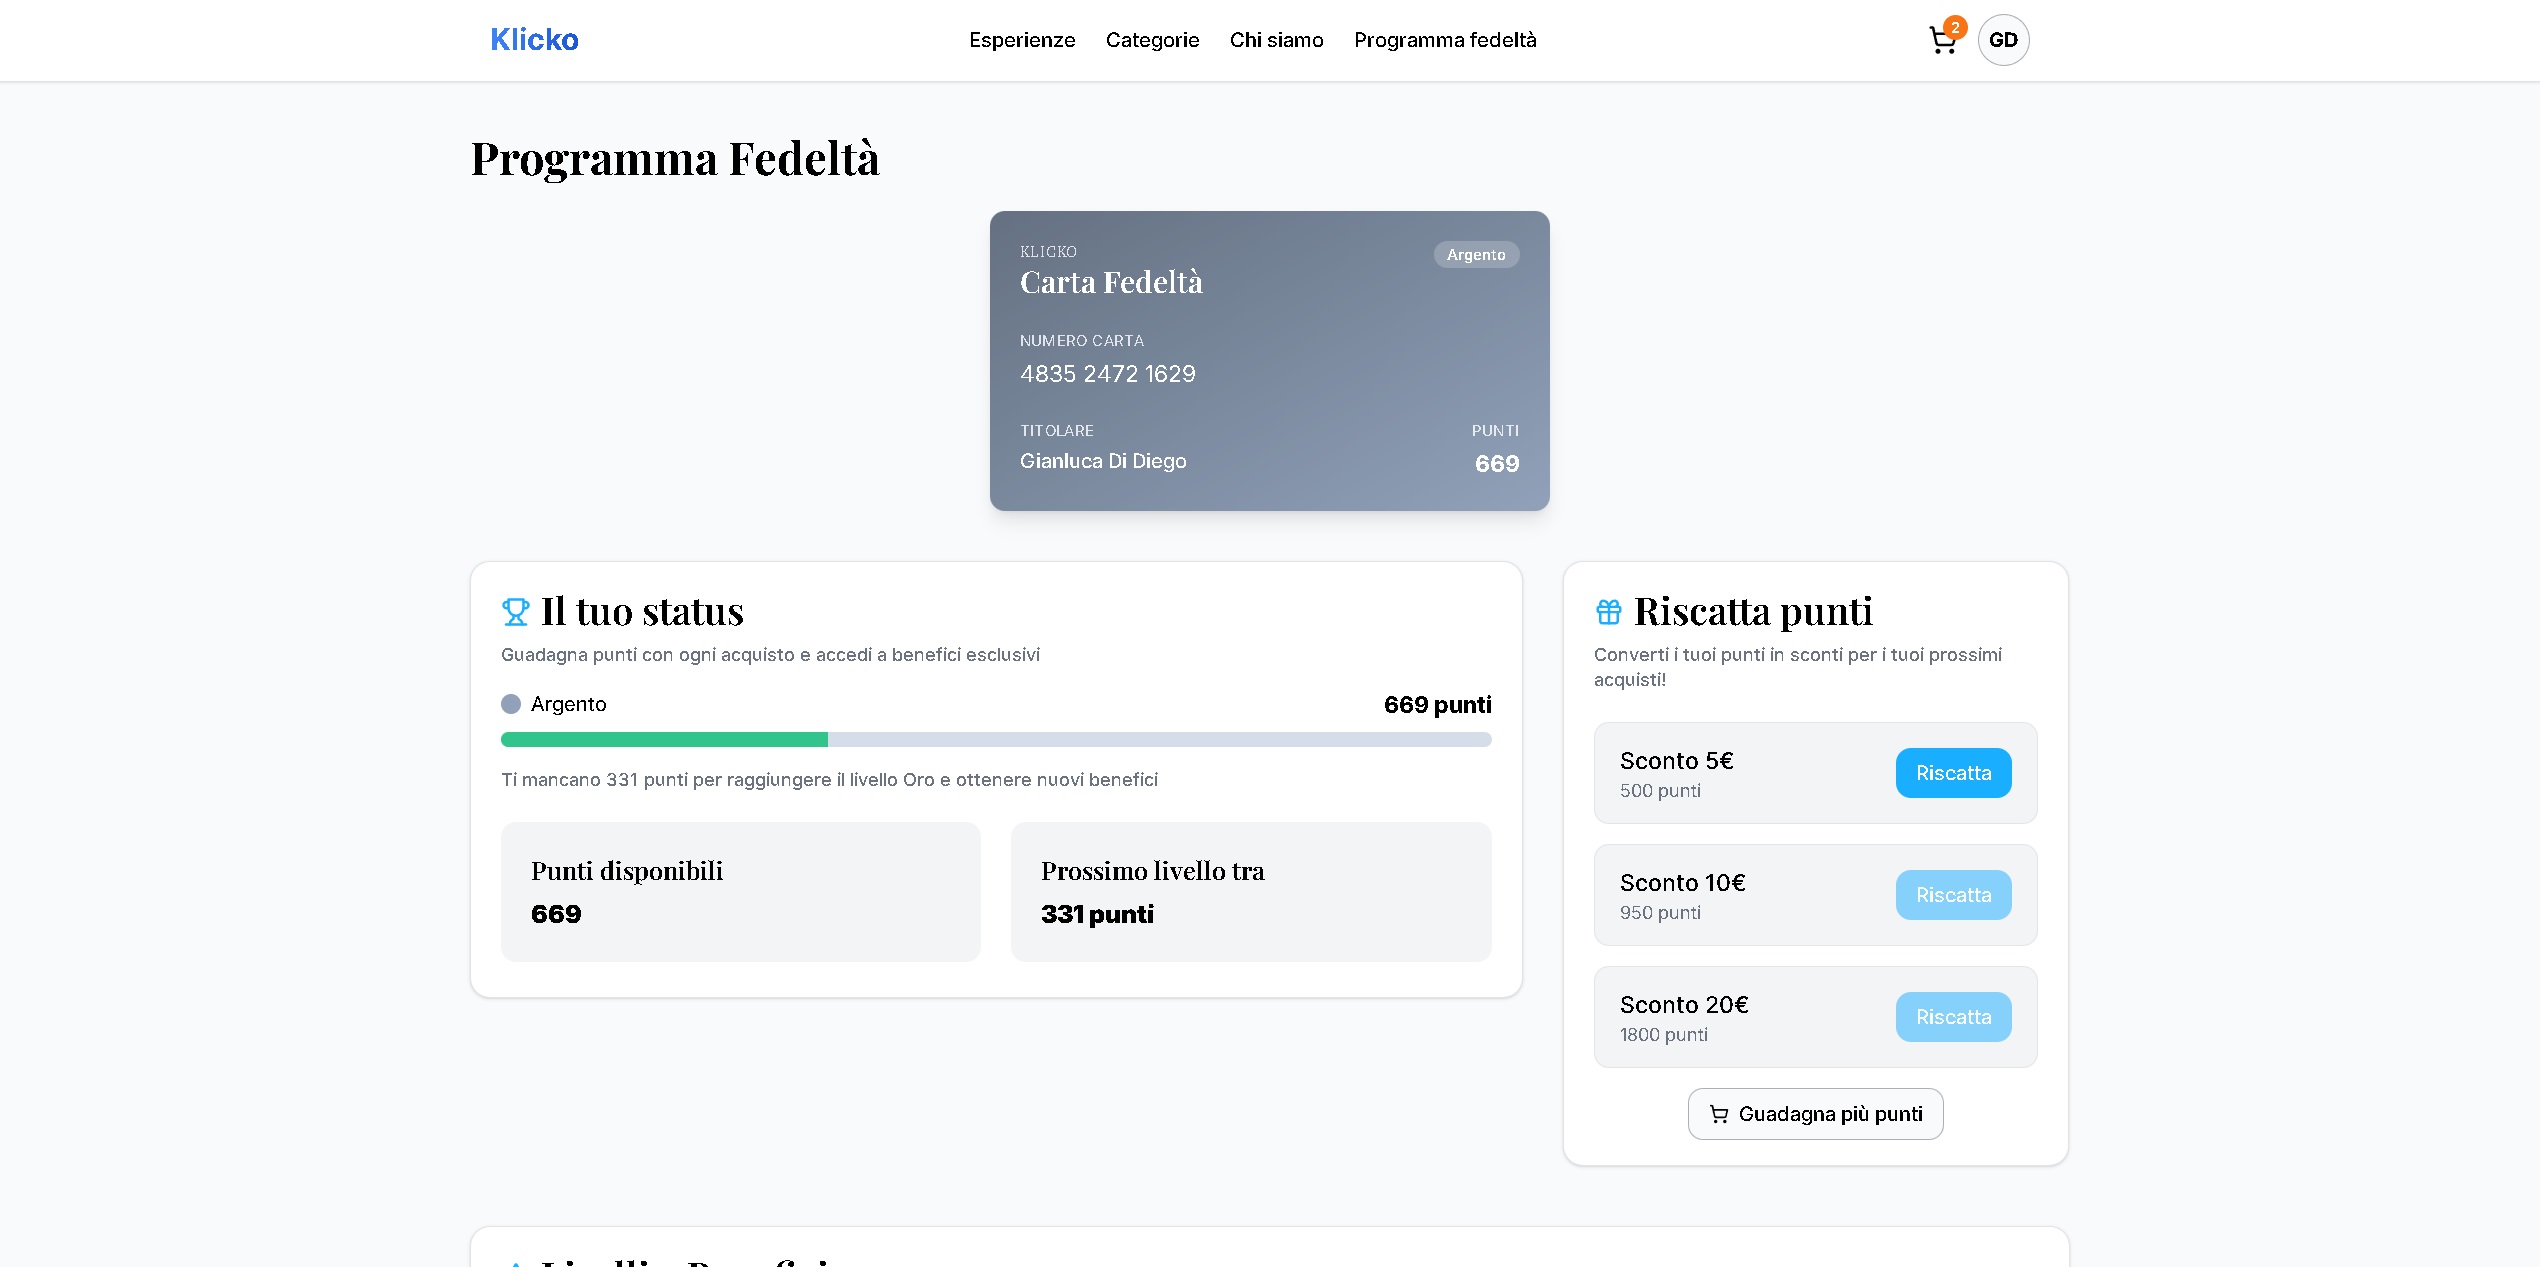 Klicko
Esperienze
Categorie
Chi siamo
Programma fedeltà
2
GD
Programma Fedeltà
KLICKO
Argento
Carta Fedeltà
NUMERO CARTA
4835 2472 1629
TITOLARE
PUNTI
Gianluca Di Diego
669
Il tuo status
Guadagna punti con ogni acquisto e accedi a benefici esclusivi
Argento
669 punti
Ti mancano 331 punti per raggiungere il livello Oro e ottenere nuovi benefici
Punti disponibili
669
Prossimo livello tra
331 punti
Riscatta punti
Converti i tuoi punti in sconti per i tuoi prossimi
acquisti!
Sconto 5€
500 punti
Riscatta
Sconto 10€
950 punti
Riscatta
Sconto 20€
1800 punti
Riscatta
Guadagna più punti